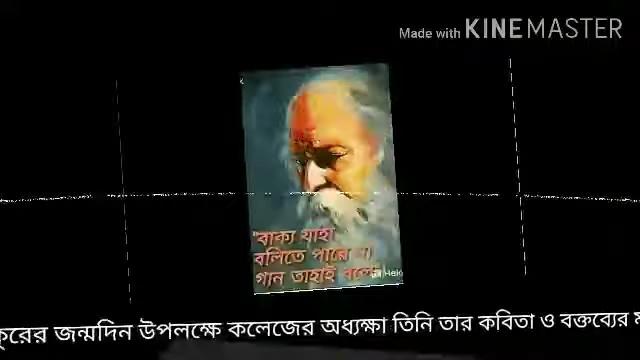 Made with KINEMASTER
"বাক্য যাহা
বলিতে পারে না
গান তাহাই বলে"
কুরের জন্মদিন উপলক্ষে কলেজের অধ্যক্ষা তিনি তার কবিতা ও বক্তব্যের